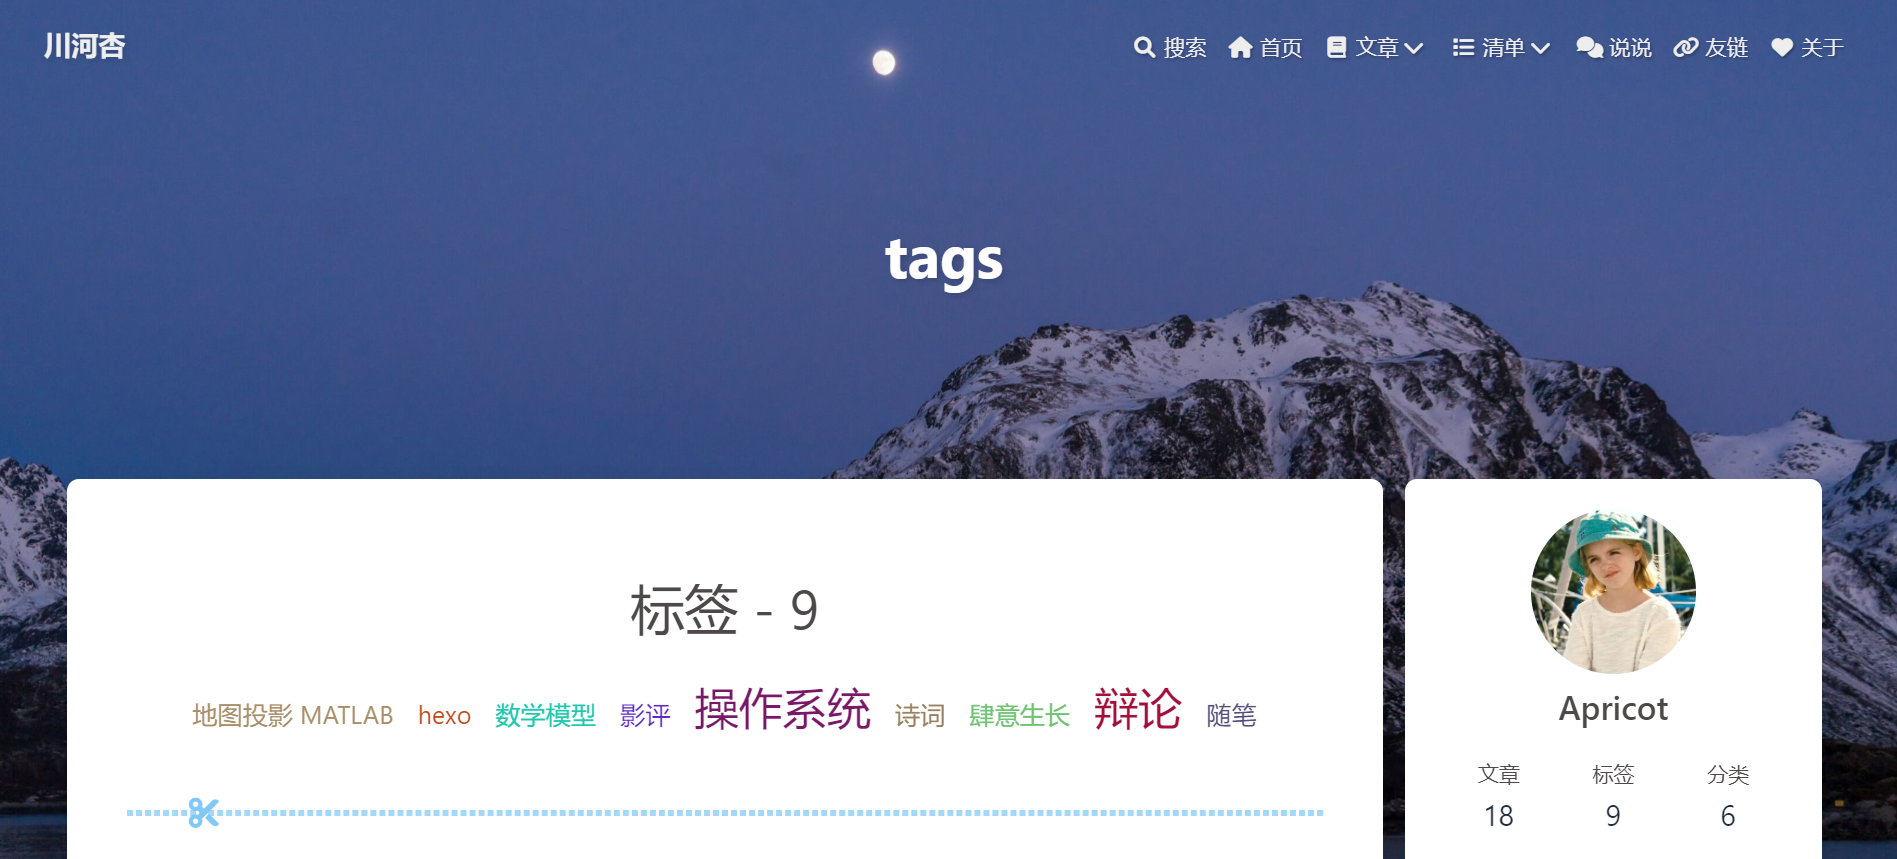 川河杏 搜索 首页 文章 清单 说说 友链 关于
tags
标签 - 9
地图投影 MATLAB hexo 数学模型 影评 操作系统 诗词 肆意生长 辩论 随笔
Apricot
文章 标签 分类
18 9 6